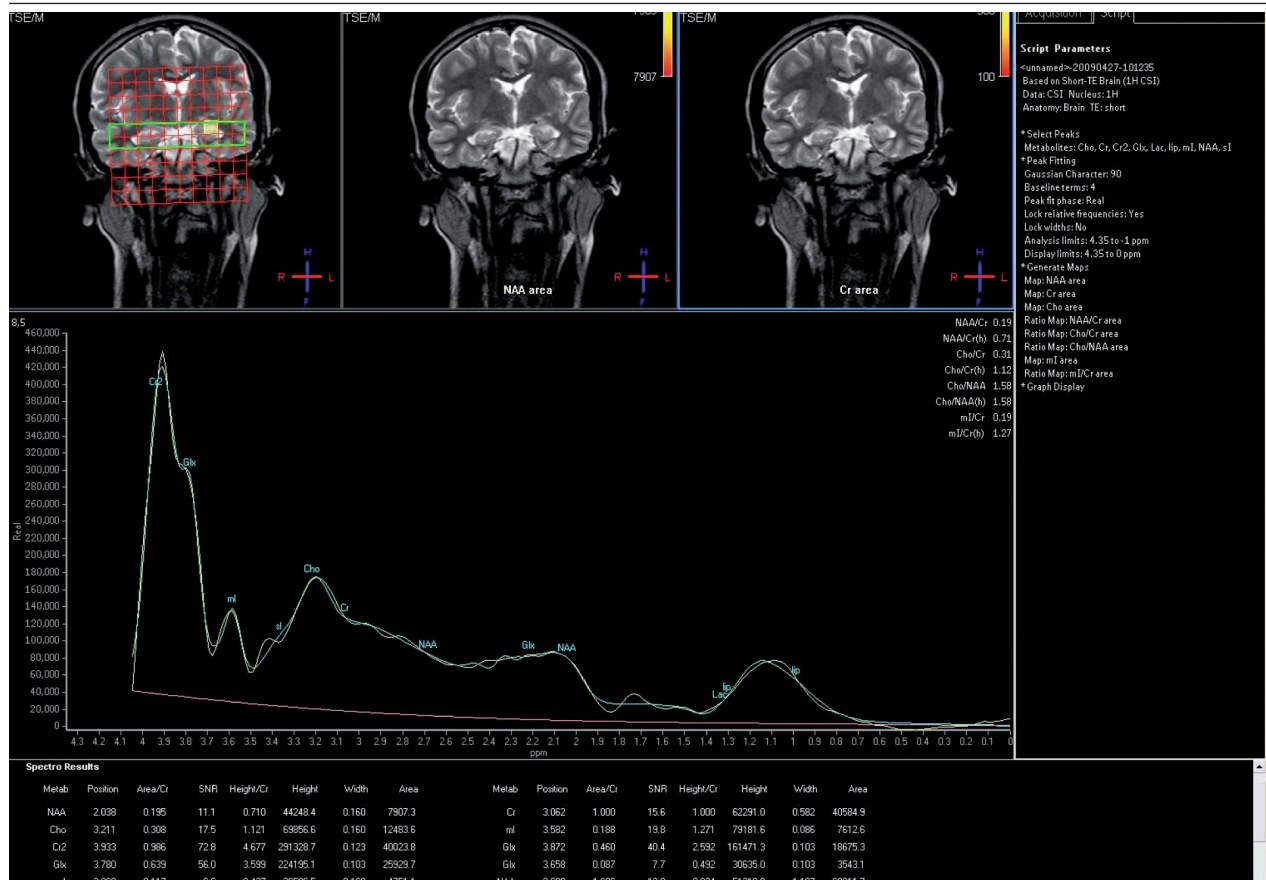 TSE/M
TSE/M
7907
TSE/M
100
R
L
H
F
R
L
H
F
NAA area
R
L
H
F
Cr area
Acquisition Script
Script Parameters
<unnamed>-20090427-101235
Based on Short-TE Brain (1H CSI)
Data: CSI Nucleus: 1H
Anatomy: Brain TE: short
*Select Peaks
Metabolites: Cho, Cr, Cr2, Glx, Lac, lip, mI, NAA, sI
*Peak Fitting
Gaussian Character: 90
Baseline terms: 4
Peak fit phase: Real
Lock relative frequencies: Yes
Lock widths: No
Analysis limits: 4.35 to -1 ppm
Display limits: 4.35 to 0 ppm
*Generate Maps
Map: NAA area
Map: Cr area
Map: Cho area
Ratio Map: NAA/Cr area
Ratio Map: Cho/Cr area
Ratio Map: Cho/NAA area
Map: mI area
Ratio Map: mI/Cr area
*Graph Display
8,5
NAA/Cr 0.19
NAA/Cr(h) 0.71
Cho/Cr 0.31
Cho/Cr(h) 1.12
Cho/NAA 1.58
Cho/NAA(h) 1.58
mI/Cr 0.19
mI/Cr(h) 1.27
460,000
440,000
420,000
400,000
380,000
360,000
340,000
320,000
300,000
280,000
260,000
240,000
220,000
200,000
180,000
160,000
140,000
120,000
100,000
80,000
60,000
40,000
20,000
0
Real
Cr2
Glx
mI
sI
Cho
Cr
NAA
Glx
NAA
lip
Lac
lip
4.3 4.2 4.1 4 3.9 3.8 3.7 3.6 3.5 3.4 3.3 3.2 3.1 3 2.9 2.8 2.7 2.6 2.5 2.4 2.3 2.2 2.1 2 1.9 1.8 1.7 1.6 1.5 1.4 1.3 1.2 1.1 1 0.9 0.8 0.7 0.6 0.5 0.4 0.3 0.2 0.1 0
ppm
Spectro Results
Metab Position Area/Cr SNR Height/Cr Height Width Area Metab Position Area/Cr SNR Height/Cr Height Width Area
NAA 2.038 0.195 11.1 0.710 44248.4 0.160 7907.3 Cr 3.062 1.000 15.6 1.000 62291.0 0.582 40584.9
Cho 3.211 0.308 17.5 1.121 69856.6 0.160 12483.6 mI 3.582 0.188 19.8 1.271 79181.6 0.086 7612.6
Cr2 3.933 0.986 72.8 4.677 291328.7 0.123 40023.8 Glx 3.872 0.460 40.4 2.592 161471.3 0.103 18675.3
Glx 3.780 0.639 56.0 3.599 224195.1 0.103 25929.7 Glx 3.658 0.087 7.7 0.492 30635.0 0.103 3543.1